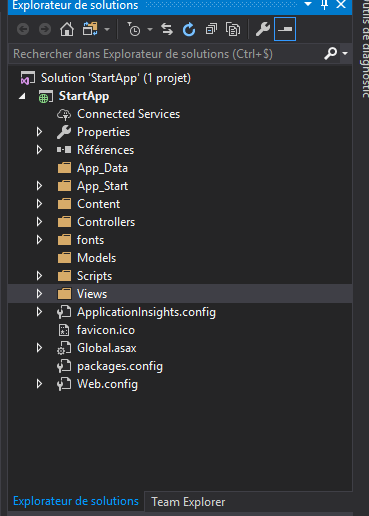 Explorateur de solutions
Rechercher dans Explorateur de solutions (Ctrl+$)
Solution 'StartApp' (1 projet)
StartApp
Connected Services
Properties
Références
App_Data
App_Start
Content
Controllers
fonts
Models
Scripts
Views
ApplicationInsights.config
favicon.ico
Global.asax
packages.config
Web.config
Explorateur de solutions Team Explorer
utils de diagnostic